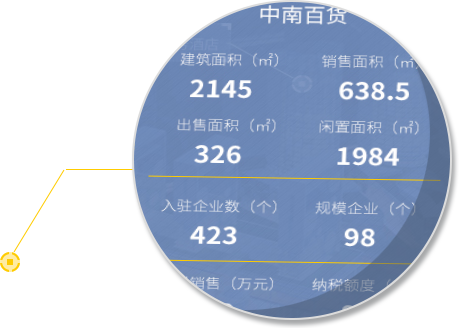 中南百货
建筑面积（㎡） 销售面积（㎡
2145 638.5
出售面积（㎡） 闲置面积（㎡）
326 1984
入驻企业数（个） 规模企业（个）
423 98
销售（万元） 纳税额度（